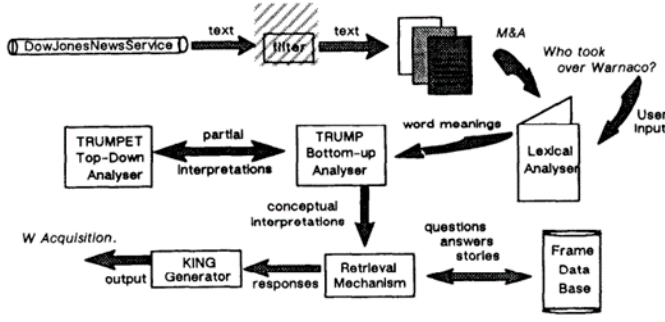 DowJonesNewsService
text
filter
text
M&A
Who took
over Warnaco?
User
Input
word meanings
Lexical
Analyser
TRUMPET
Top-Down
Analyser
partial
Interpretations
TRUMP
Bottom-up
Analyser
conceptual
interpretations
questions
answers
stories
W Acquisition.
output
KING
Generator
responses
Retrieval
Mechanism
Frame
Data
Base